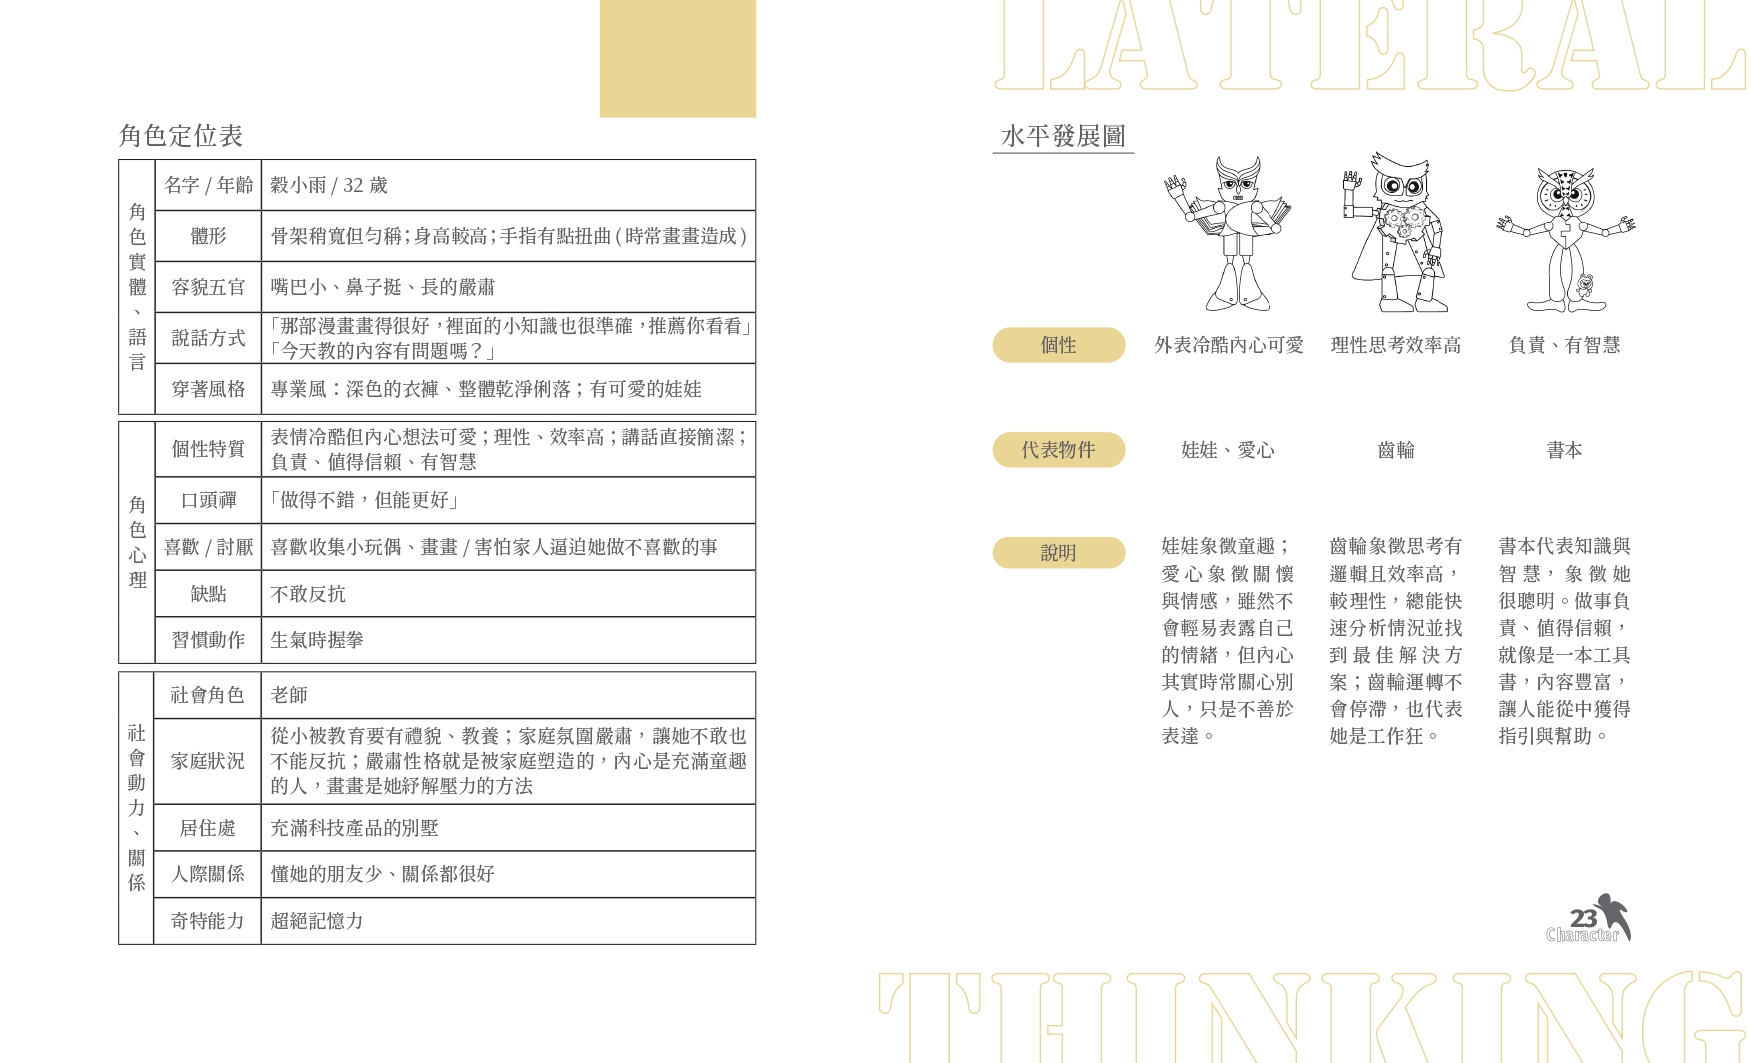 LATERAL
角色定位表
角色實體、語言
名字 / 年齡
穀小雨 / 32 歲
體形
骨架稍寬但勻稱；身高較高；手指有點扭曲 ( 時常畫畫造成 )
容貌五官
嘴巴小、鼻子挺、長的嚴肅
說話方式
「那部漫畫畫得很好，裡面的小知識也很準確，推薦你看看」
「今天教的內容有問題嗎？」
穿著風格
專業風：深色的衣褲、整體乾淨俐落；有可愛的娃娃
角色心理
個性特質
表情冷酷但內心想法可愛；理性、效率高；講話直接簡潔；
負責、值得信賴、有智慧
口頭禪
「做得不錯，但能更好」
喜歡 / 討厭
喜歡收集小玩偶、畫畫 / 害怕家人逼迫她做不喜歡的事
缺點
不敢反抗
習慣動作
生氣時握拳
社會動力、關係
社會角色
老師
家庭狀況
從小被教育要有禮貌、教養；家庭氛圍嚴肅，讓她不敢也
不能反抗；嚴肅性格就是被家庭塑造的，內心是充滿童趣
的人，畫畫是她紓解壓力的方法
居住處
充滿科技產品的別墅
人際關係
懂她的朋友少、關係都很好
奇特能力
超絕記憶力
水平發展圖
個性
外表冷酷內心可愛
理性思考效率高
負責、有智慧
代表物件
娃娃、愛心
齒輪
書本
說明
娃娃象徵童趣；
愛心象徵關懷
與情感，雖然不
會輕易表露自己
的情緒，但內心
其實時常關心別
人，只是不善於
表達。
齒輪象徵思考有
邏輯且效率高，
較理性，總能快
速分析情況並找
到最佳解決方
案；齒輪運轉不
會停滯，也代表
她是工作狂。
書本代表知識與
智慧，象徵她
很聰明。做事負
責、值得信賴，
就像是一本工具
書，內容豐富，
讓人能從中獲得
指引與幫助。
23
Character
THINKING